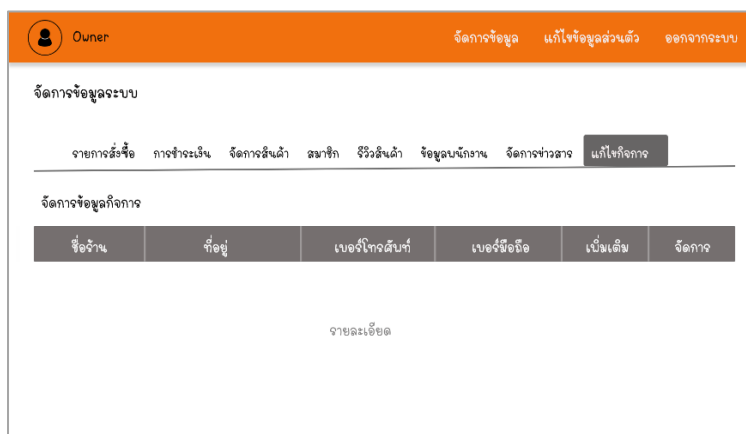 Owner จัดการข้อมูล แก้ไขข้อมูลส่วนตัว ออกจากระบบ
จัดการข้อมูลระบบ
รายการสั่งซื้อ การชำระเงิน จัดการสินค้า สมาชิก รีวิวสินค้า ข้อมูลพนักงาน จัดการข่าวสาร แก้ไขกิจการ
จัดการข้อมูลกิจการ
ชื่อร้าน ที่อยู่ เบอร์โทรศัพท์ เบอร์มือถือ เพิ่มเติม จัดการ
รายละเอียด